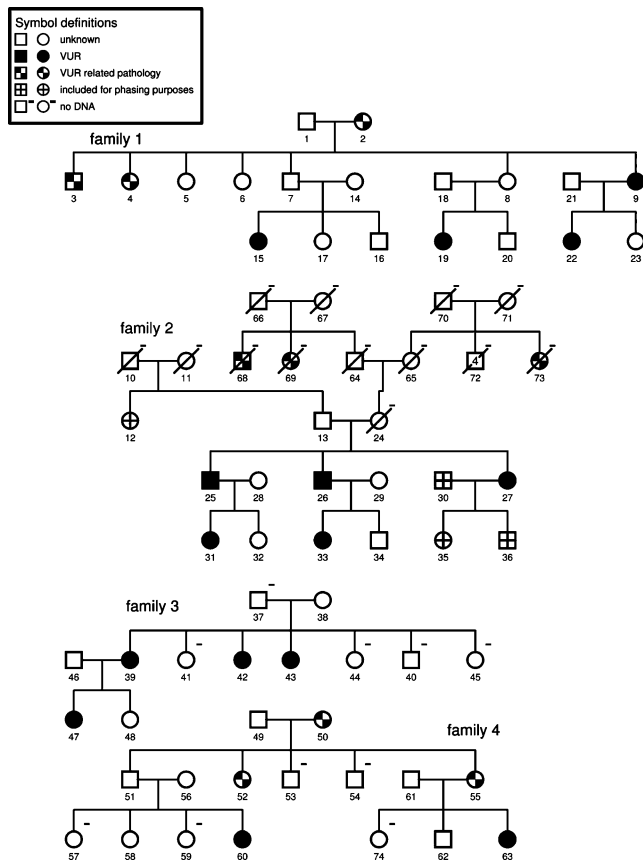 Symbol definitions
unknown
VUR
VUR related pathology
included for phasing purposes
- - no DNA
family 1
1 2
3 4 5 6 7 14 18 8 21 9
15 17 16 19 20 22 23
family 2
- - - -
66 67 70 71
- - - - - - - 4 - -
10 11 68 69 64 65 72 73
-
12 13 24
25 28 26 29 30 27
31 32 33 34 35 36
family 3
-
37 38
- - - -
46 39 41 42 43 44 40 45
47 48
family 4
49 50
- -
51 56 52 53 54 61 55
- - -
57 58 59 60 74 62 63